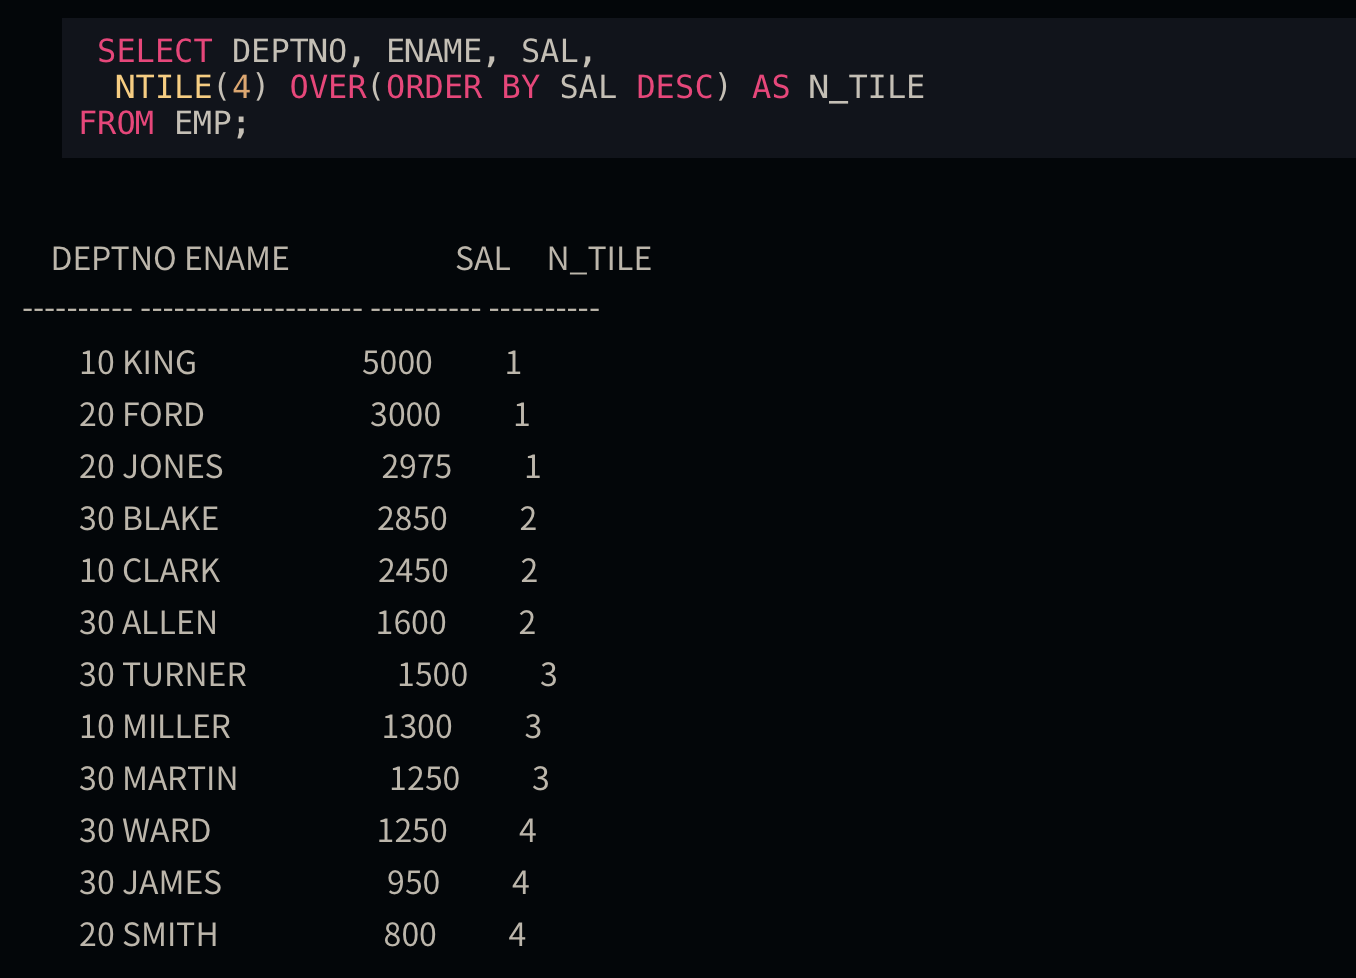 SELECT DEPTNO, ENAME, SAL,
NTILE(4) OVER(ORDER BY SAL DESC) AS N_TILE
FROM EMP;
DEPTNO ENAME SAL N_TILE
---------- -------------------- ---------- ----------
10 KING 5000 1
20 FORD 3000 1
20 JONES 2975 1
30 BLAKE 2850 2
10 CLARK 2450 2
30 ALLEN 1600 2
30 TURNER 1500 3
10 MILLER 1300 3
30 MARTIN 1250 3
30 WARD 1250 4
30 JAMES 950 4
20 SMITH 800 4